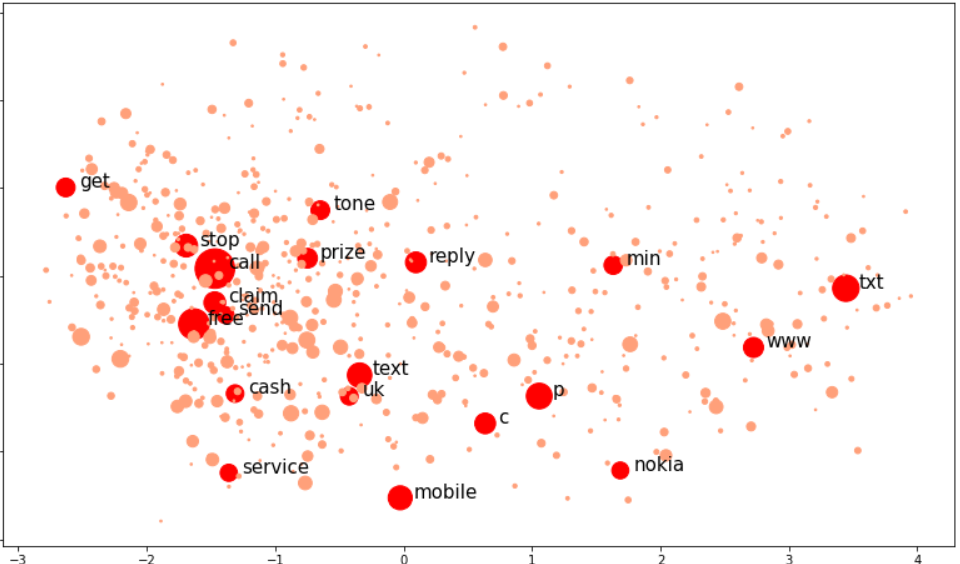 get
tone
stop
prize
reply
call
min
txt
claim
send
free
www
text
cash
uk
p
c
service
nokia
mobile
−3 −2 −1 0 1 2 3 4